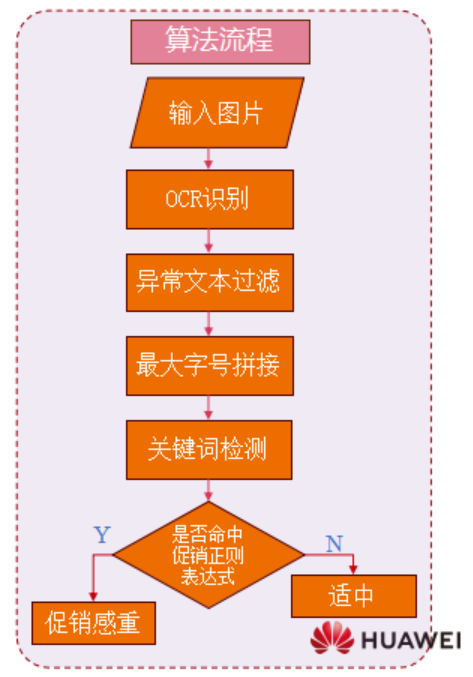 算法流程
输入图片
OCR识别
异常文本过滤
最大字号拼接
关键词检测
是否命中
促销正则
表达式
Y
N
适中
促销感重
HUAWEI